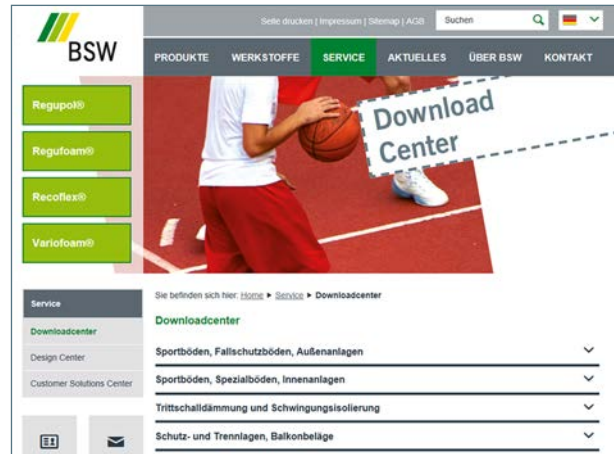 Seite drucken | Impressum | Sitemap | AGB
Suchen
BSW
PRODUKTE WERKSTOFFE SERVICE AKTUELLES ÜBER BSW KONTAKT
Regupol®
Regufoam®
Recoflex®
Variofoam®
Download
Center
Service
Downloadcenter
Design Center
Customer Solutions Center
Sie befinden sich hier: Home ▶ Service ▶ Downloadcenter
Downloadcenter
Sportböden, Fallschutzböden, Außenanlagen
Sportböden, Spezialböden, Innenanlagen
Trittschalldämmung und Schwingungsisolierung
Schutz- und Trennlagen, Balkonbeläge